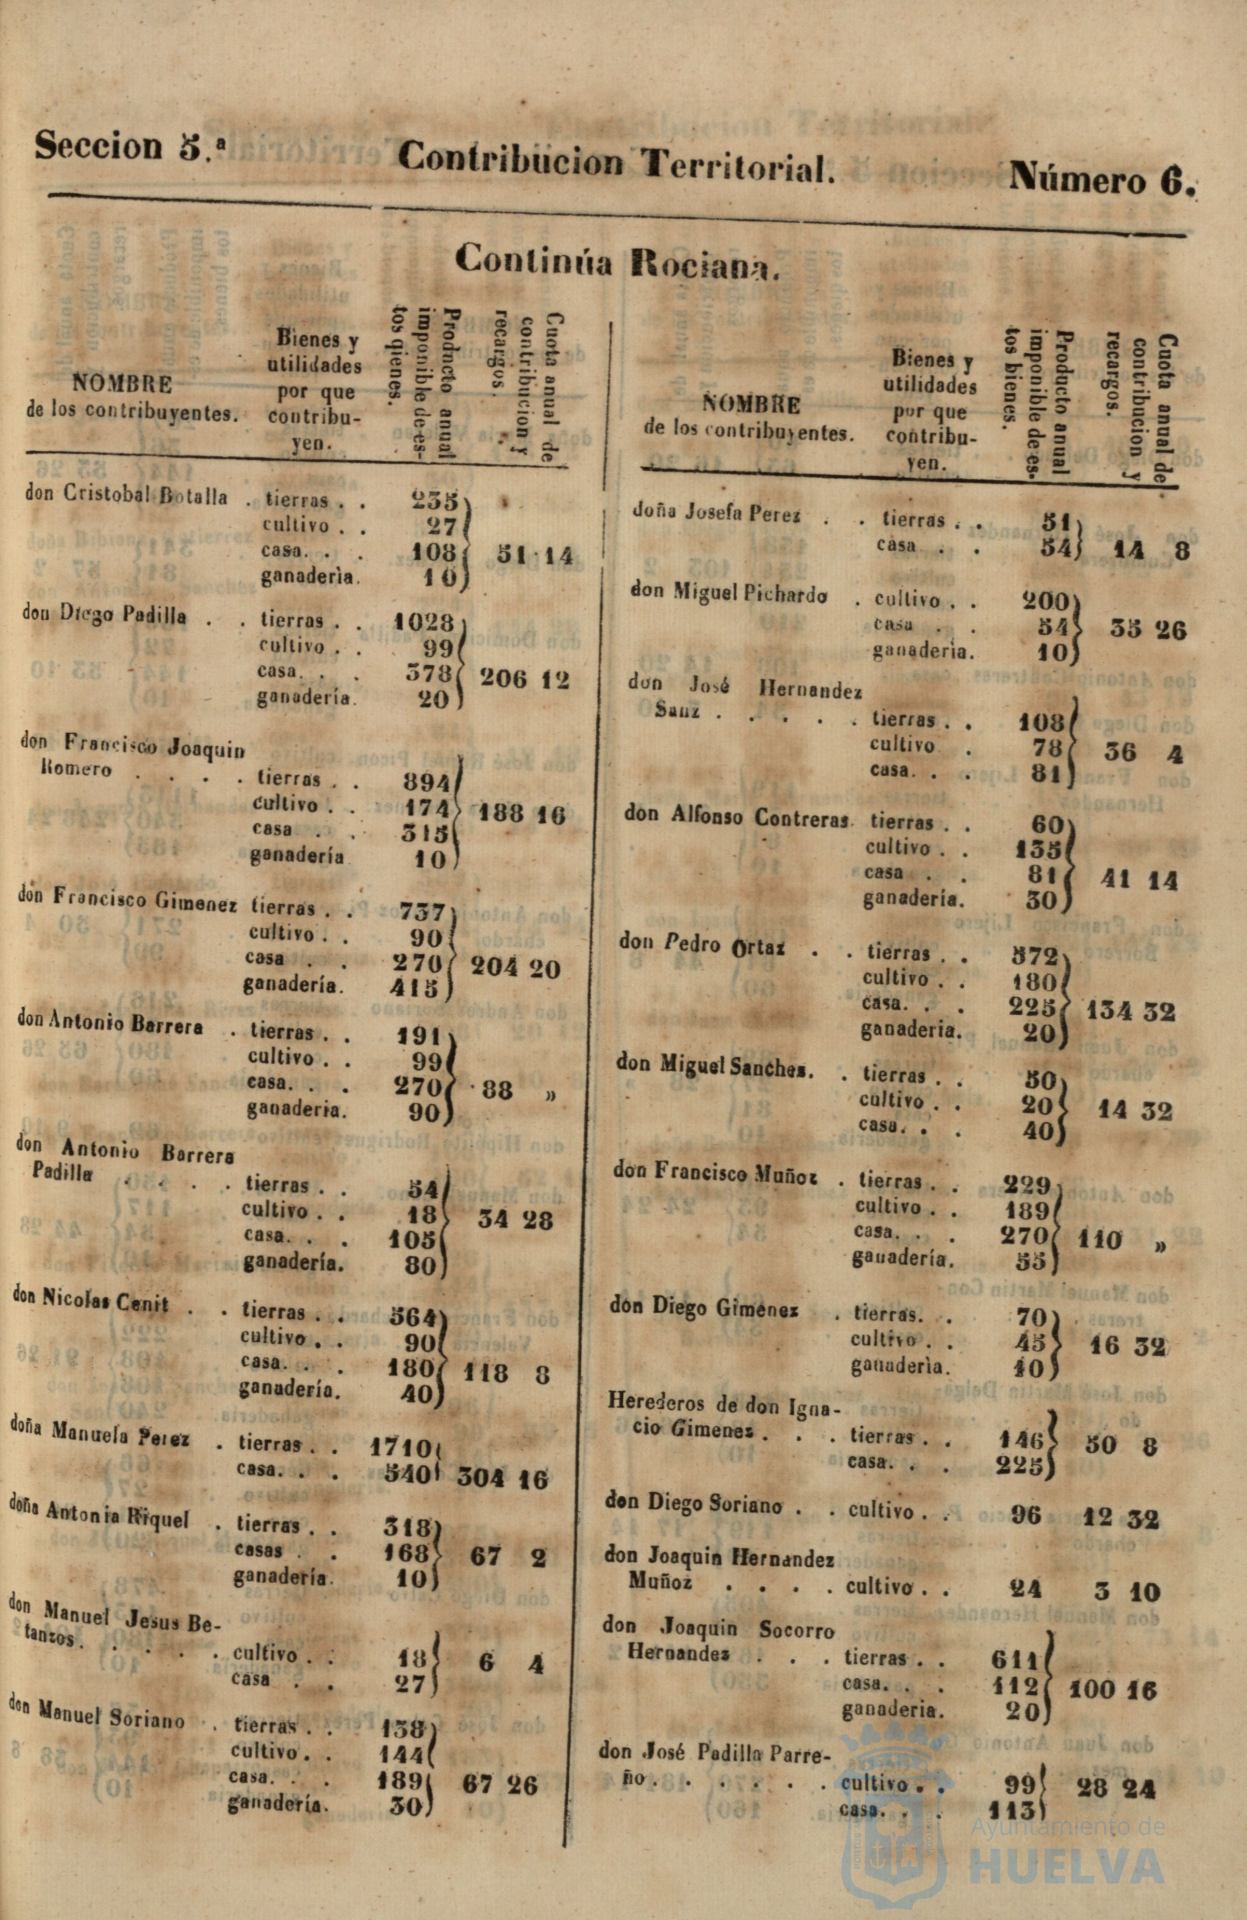 Seccion 5.ª Contribucion Territorial. Número 6.
Continúa Rociana.
NOMBRE
de los contribuyentes.
Bienes y
utilidades
por que
contribu-
yen.
Producto anual
imponible de es-
tos bienes.
Cuota anual de
contribucion y
recargos.
don Cristobal Botalla . tierras . . 235
cultivo . . 27
casa. . . 108 51 14
ganadería. 10
don Diego Padilla . . tierras . . 1028
cultivo . . 99
casa. . . 378 206 12
ganadería. 20
don Francisco Joaquin
Romero . . . . tierras . . 894
cultivo . . 174 188 16
casa . . 315
ganadería 10
don Francisco Gimenez tierras . . 737
cultivo . . 90
casa . . 270 204 20
ganadería. 415
don Antonio Barrera . tierras . . 191
cultivo . . 99
casa. . . 270 88 »
ganaderia. 90
don Antonio Barrera
Padilla . . . . tierras . . 54
cultivo . . 18 34 28
casa. . . 105
ganadería. 80
don Nicolas Cenit . . tierras . . 564
cultivo . . 90
casa. . . 180 118 8
ganadería. 40
doña Manuela Perez . tierras . . 1710
casa. . . 540 304 16
doña Antonia Riquel . tierras . . 318
casas . . 168 67 2
ganadería. 10
don Manuel Jesus Be-
tanzos. . . . . . cultivo . . 18 6 4
casa . . 27
don Manuel Soriano . tierras . . 138
cultivo . . 144
casa. . . 189 67 26
ganadería. 30
NOMBRE
de los contribuyentes.
Bienes y
utilidades
por que
contribu-
yen.
Producto anual
imponible de es-
tos bienes.
Cuota anual de
contribucion y
recargos.
doña Josefa Perez . . tierras . . 51
casa . . 54 14 8
don Miguel Pichardo . cultivo . . 200
casa . . 54 35 26
ganadería. 10
don José Hernandez
Sanz . . . . . tierras . . 108
cultivo . 78 36 4
casa. . . 81
don Alfonso Contreras. tierras . . 60
cultivo . . 135
casa . . 81 41 14
ganadería. 30
don Pedro Ortaz . . tierras . . 572
cultivo . . 180
casa. . . 225 134 32
ganaderia. 20
don Miguel Sanches. . tierras . . 50
cultivo . . 20 14 32
casa. . . 40
don Francisco Muñoz . tierras . . 229
cultivo . . 189
casa. . . 270 110 »
ganadería. 55
don Diego Gimenez . tierras. . 70
cultivo . . 45 16 32
ganadería. 10
Herederos de don Igna-
cio Gimenez . . . tierras . . 146 50 8
casa. . . 225
don Diego Soriano . . cultivo . . 96 12 32
don Joaquin Hernandez
Muñoz . . . . cultivo . . 24 3 10
don Joaquin Socorro
Hernandez . . . tierras . . 611
casa. . . 112 100 16
ganaderia. 20
don José Padilla Parre-
ño . . . . . . cultivo . . 99 28 24
casa. . . 113
Ayuntamiento de
HUELVA